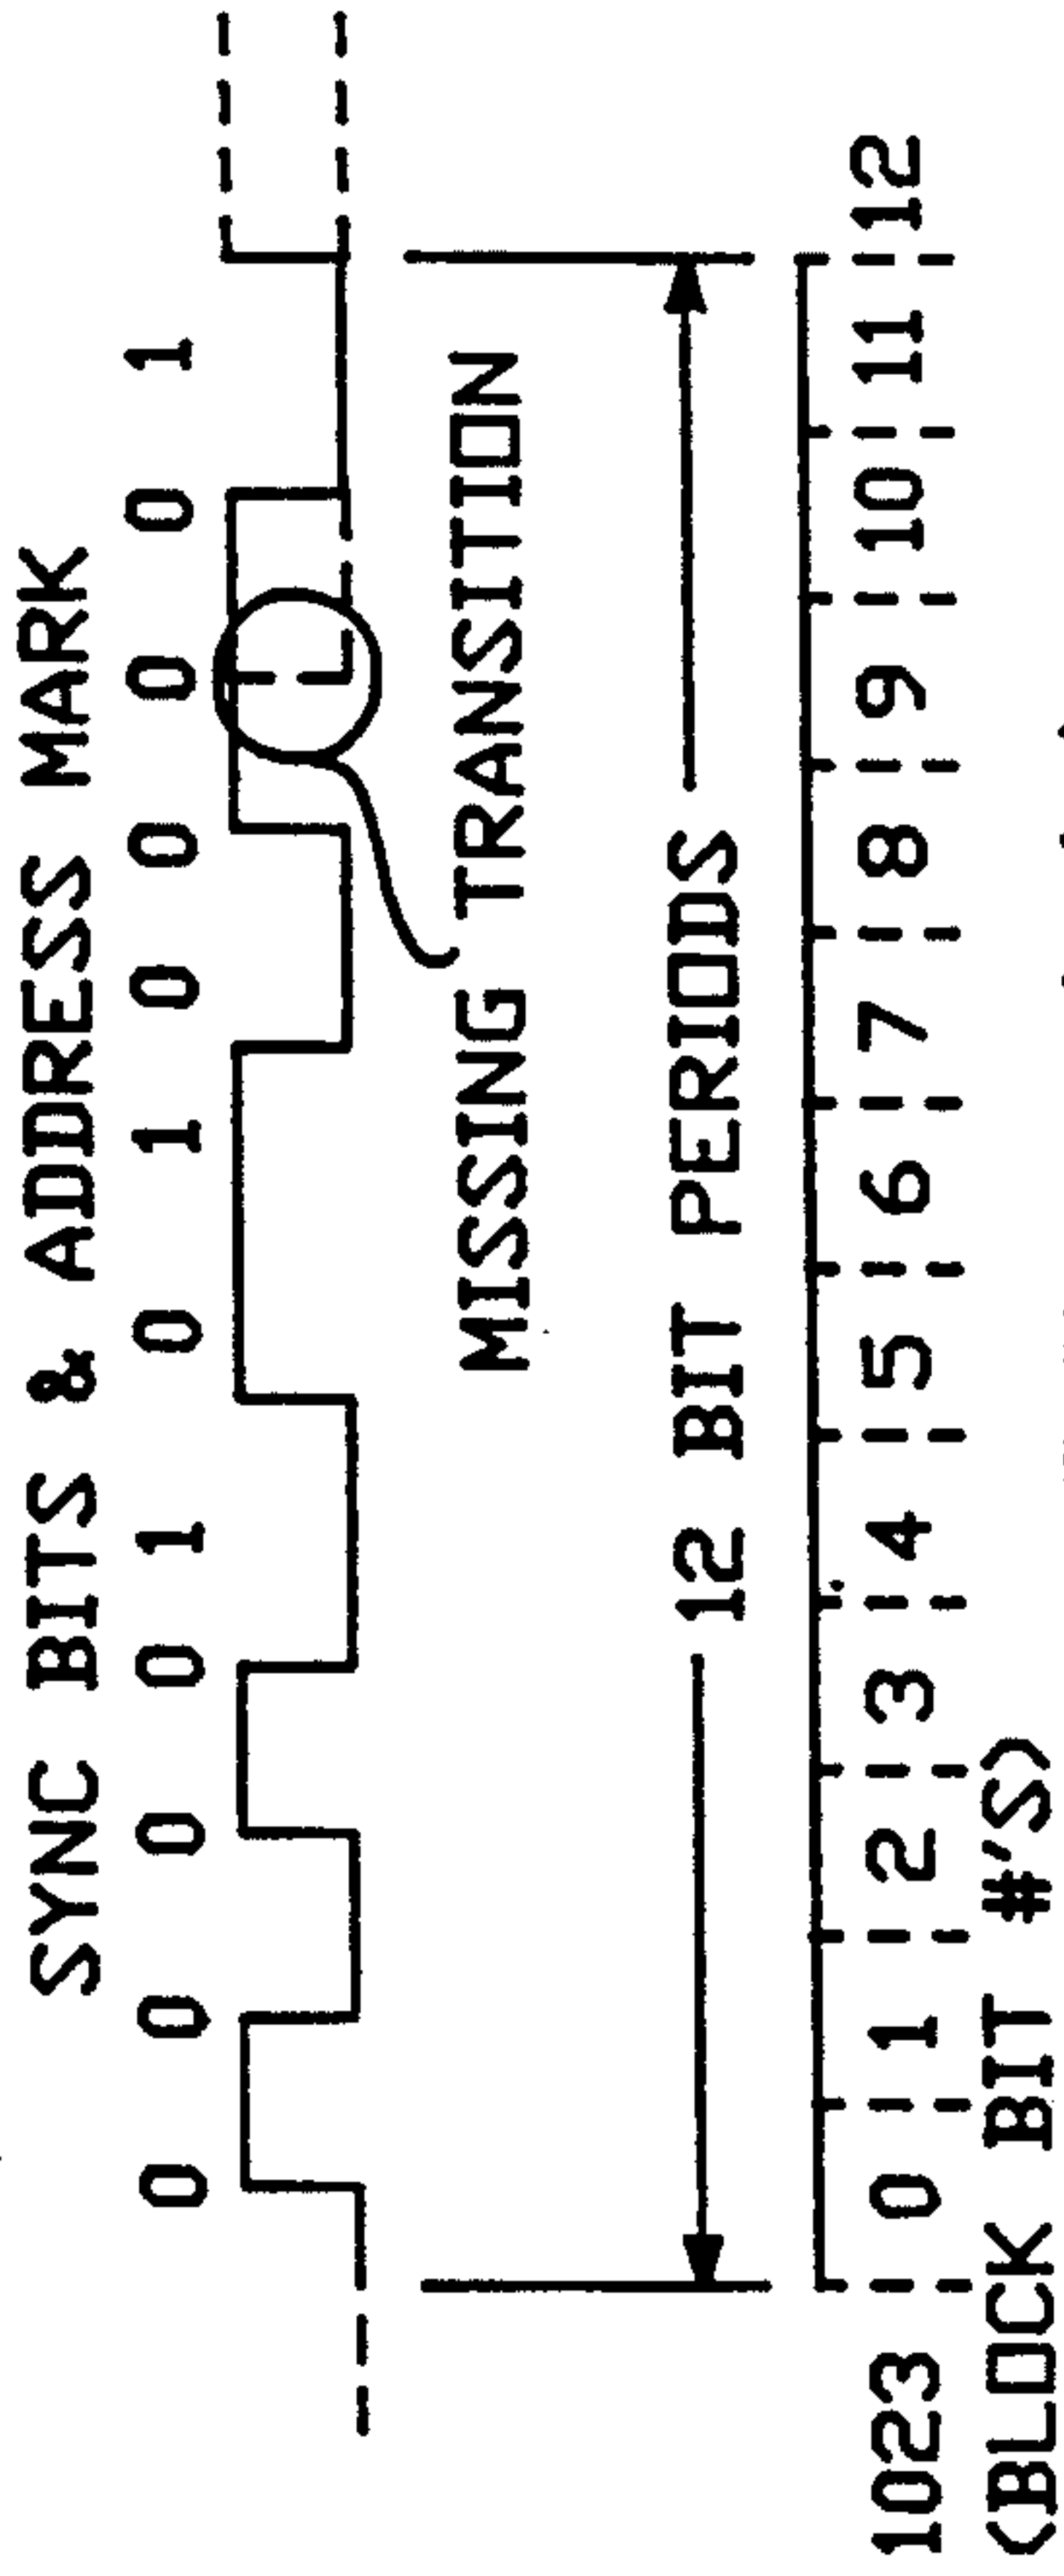 SYNC BITS & ADDRESS MARK
0 0 0 0 1 0 1 0 0 0 0 1
MISSING TRANSITION
12 BIT PERIODS
1023 0 1 2 3 4 5 6 7 8 9 10 11 12
(BLOCK BIT #'S)